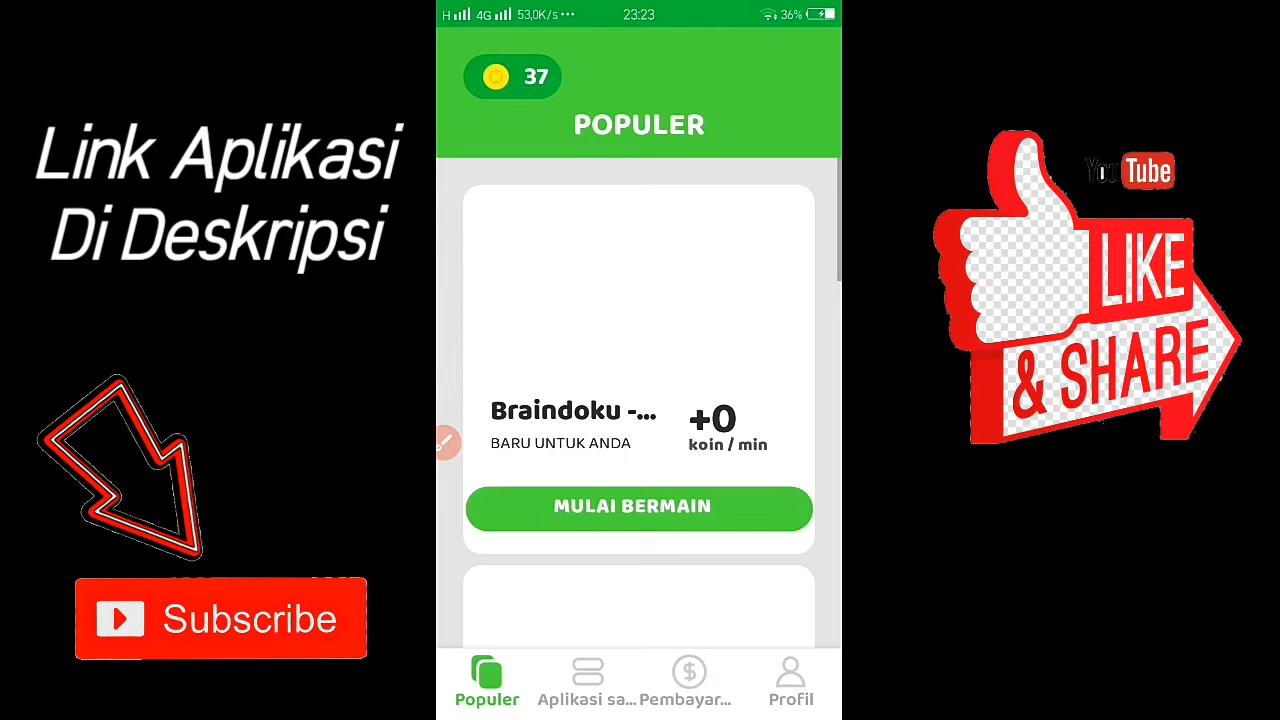 H 4G 53,0K/s ••• 23:23 36%
37
POPULER
Link Aplikasi
Di Deskripsi
YouTube
LIKE
& SHARE
Braindoku -...
+0
BARU UNTUK ANDA
koin / min
MULAI BERMAIN
Subscribe
Populer
Aplikasi sa...
Pembayar...
Profil